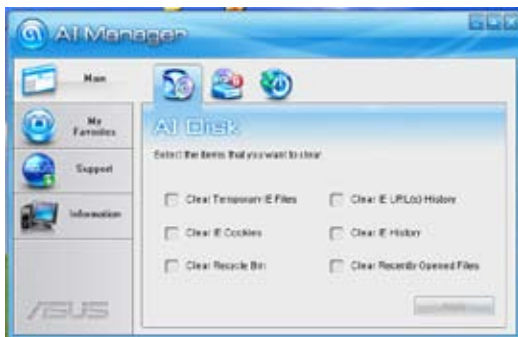 AI Manager
Main
My
Favorites
Support
Information
AI Disk
Select the items that you want to clear
Clear Temporary IE Files
Clear IE URL(s) History
Clear IE Cookies
Clear IE History
Clear Recycle Bin
Clear Recently Opened Files
ASUS